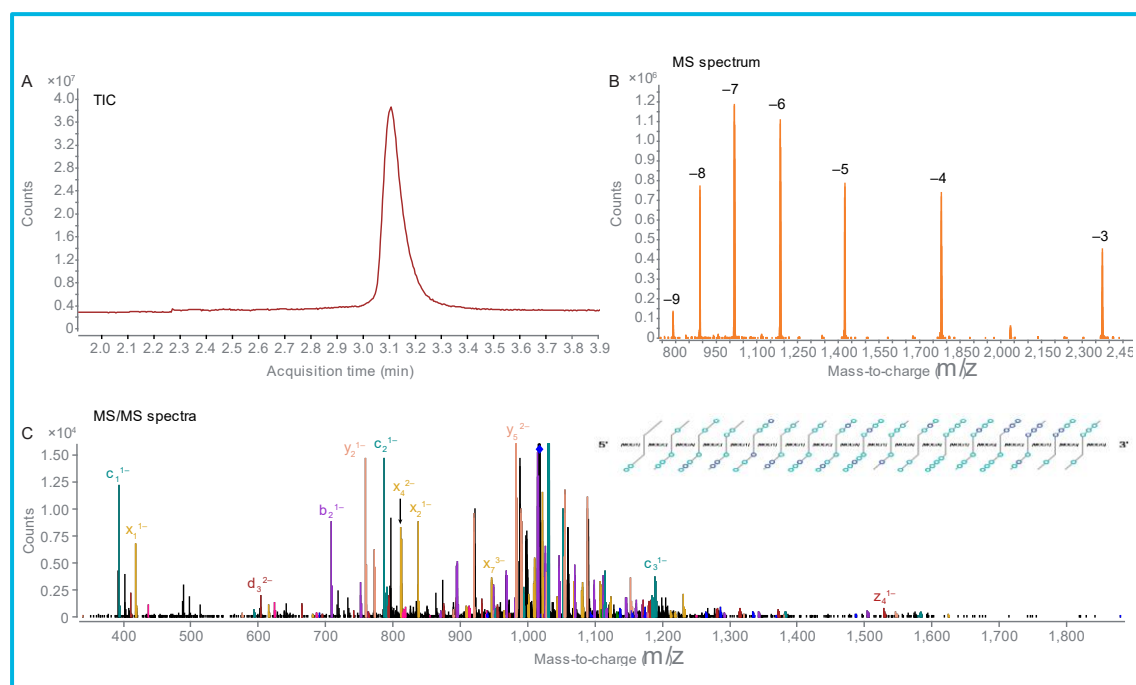 A
×10⁷
TIC
4.0
3.6
3.2
2.8
2.4
2.0
1.6
1.2
0.8
0.4
0
Counts
2.0 2.1 2.2 2.3 2.4 2.5 2.6 2.7 2.8 2.9 3.0 3.1 3.2 3.3 3.4 3.5 3.6 3.7 3.8 3.9
Acquisition time (min)
B
MS spectrum
×10⁶
1.2
1.1
1.0
0.9
0.8
0.7
0.6
0.5
0.4
0.3
0.2
0.1
0
Counts
–9
–8
–7
–6
–5
–4
–3
800 950 1,100 1,250 1,400 1,550 1,700 1,850 2,000 2,150 2,300 2,45
Mass-to-charge (m/z
MS/MS spectra
C
×10⁴
1.50
1.25
1.00
0.75
0.50
0.25
0
Counts
c₁¹⁻
x₁¹⁻
d₃²⁻
b₂¹⁻
y₂¹⁻
c₂¹⁻
x₄²⁻
x₂¹⁻
x₇³⁻
y₅²⁻
c₃¹⁻
z₄¹⁻
5' 3'
400 500 600 700 800 900 1,000 1,100 1,200 1,300 1,400 1,500 1,600 1,700 1,800
Mass-to-charge (m/z